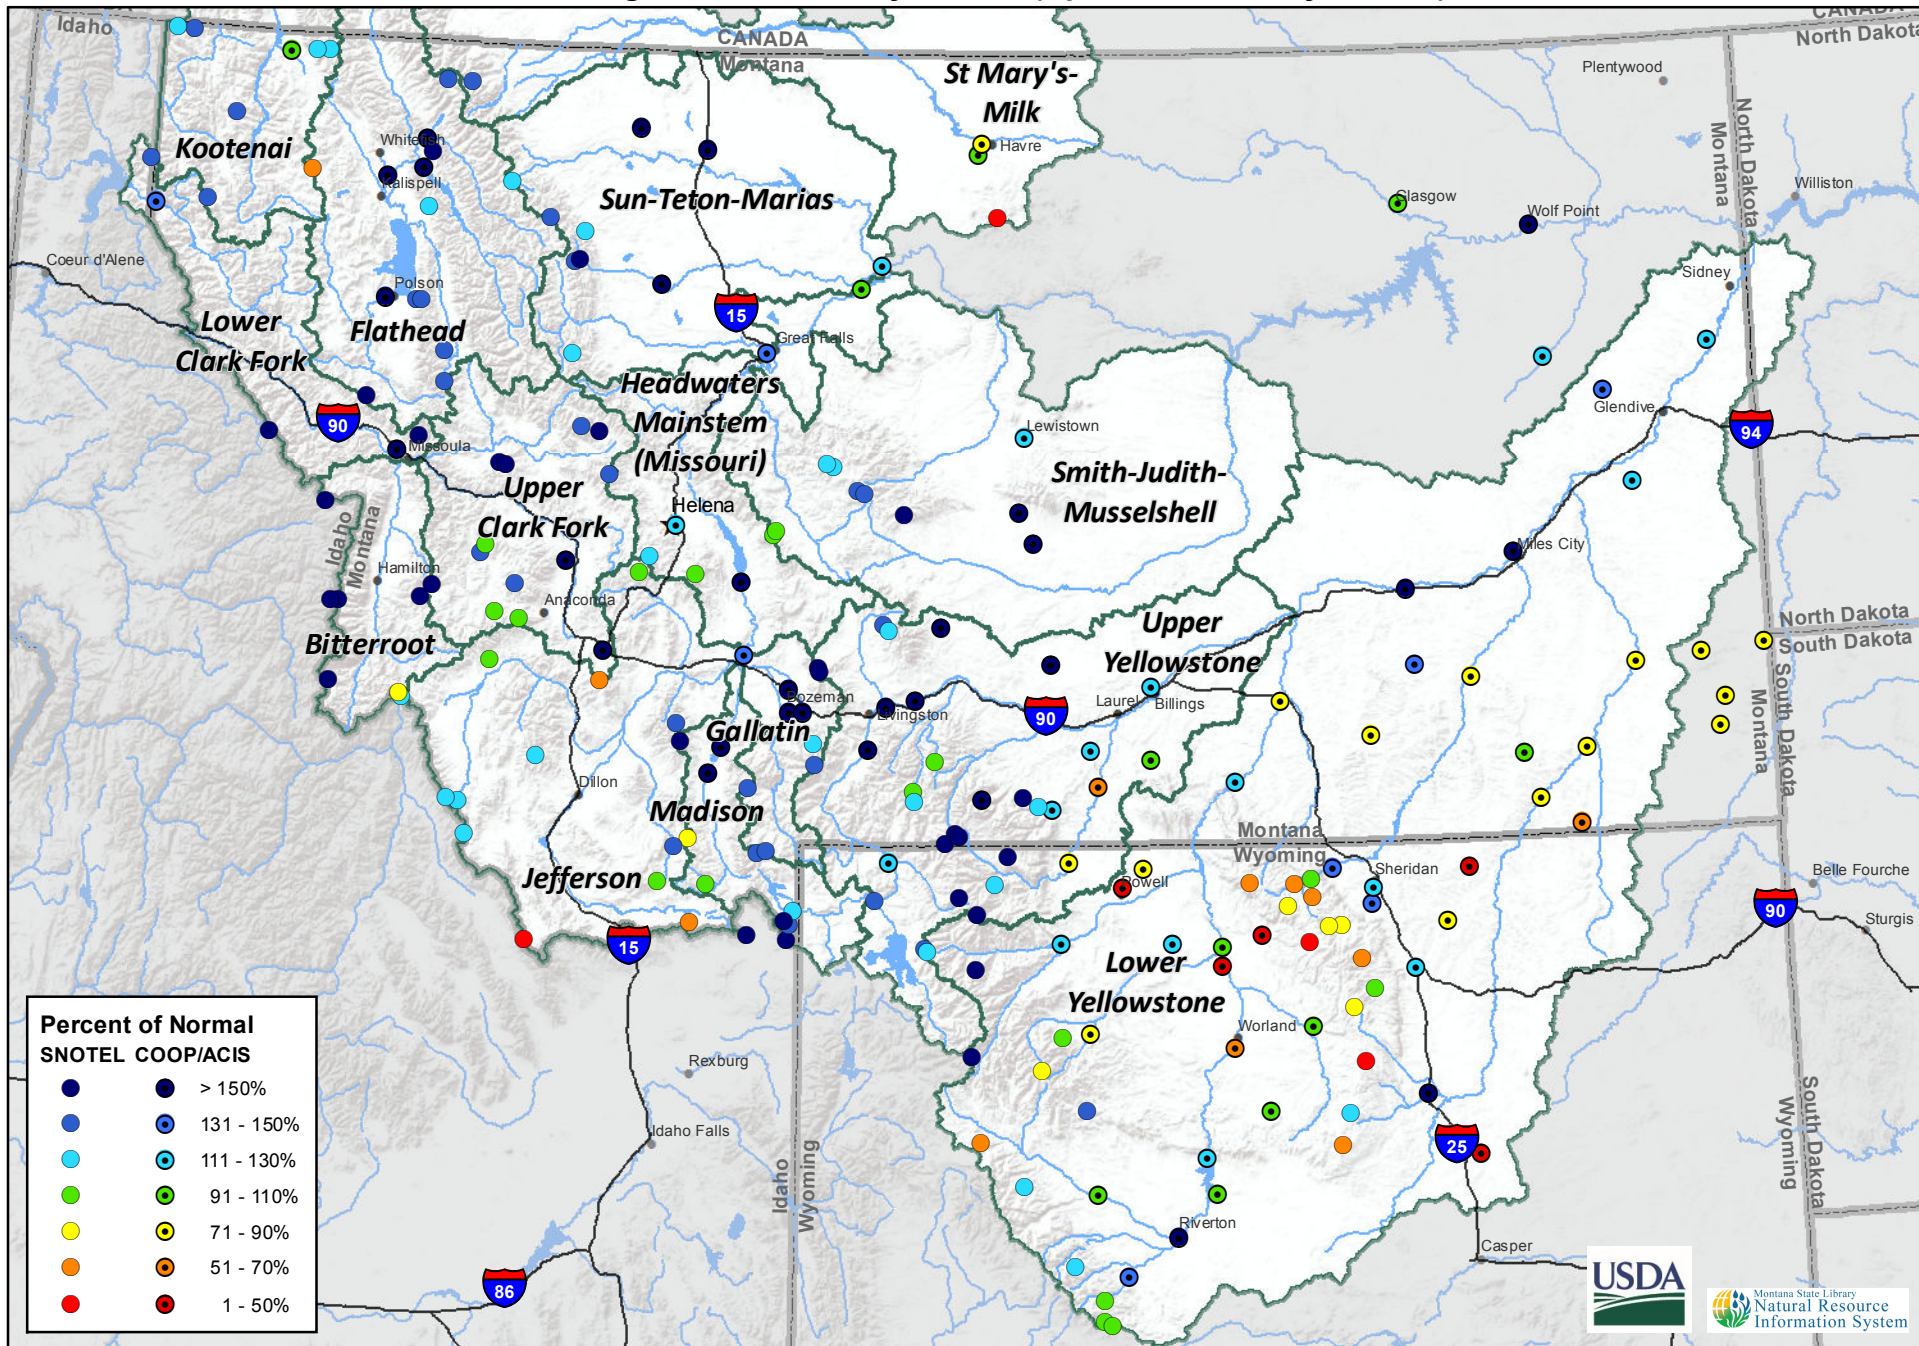 CANADA
Montana
Idaho
CANADA
North Dakota
St Mary's-
Milk
Plentywood
North Dakota
Montana
Kootenai
Whitefish
Kalispell
Havre
Sun-Teton-Marias
Glasgow
Wolf Point
Williston
Coeur d'Alene
Polson
Sidney
Lower
Clark Fork
Flathead
15
Great Falls
Headwaters
Mainstem
(Missouri)
90
Missoula
Lewistown
Glendive
94
Smith-Judith-
Musselshell
Upper
Clark Fork
Helena
Idaho
Montana
Hamilton
Miles City
Anaconda
Bitterroot
Upper
Yellowstone
North Dakota
South Dakota
South Dakota
Montana
Bozeman
Livingston
90
Laurel
Billings
Gallatin
Dillon
Madison
Jefferson
Montana
Wyoming
Sheridan
Powell
Belle Fourche
90
Sturgis
15
Lower
Yellowstone
Worland
Rexburg
Idaho Falls
Idaho
Wyoming
25
South Dakota
Wyoming
Riverton
Casper
86
Percent of Normal
SNOTEL COOP/ACIS
> 150%
131 - 150%
111 - 130%
91 - 110%
71 - 90%
51 - 70%
1 - 50%
USDA
Montana State Library
Natural Resource
Information System